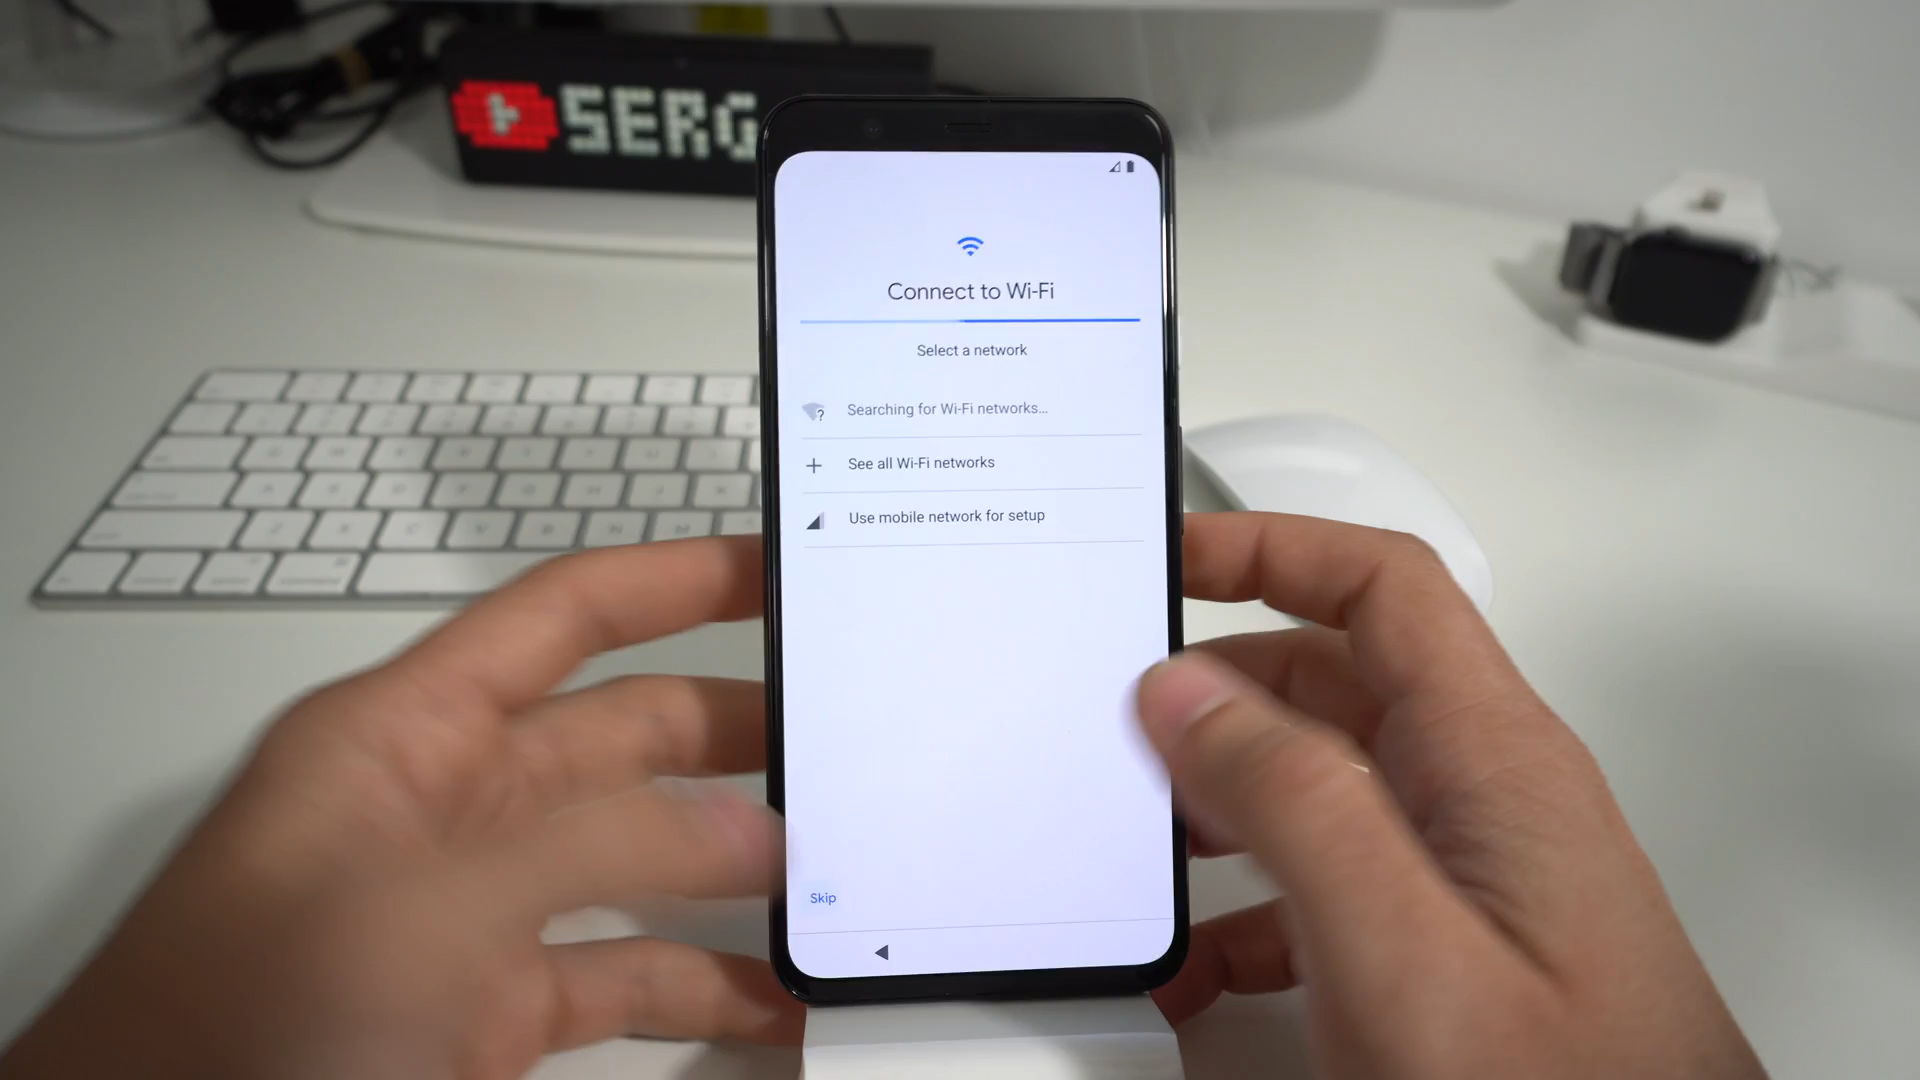 SERG
Connect to Wi-Fi
Select a network
Searching for Wi-Fi networks...
See all Wi-Fi networks
Use mobile network for setup
Skip